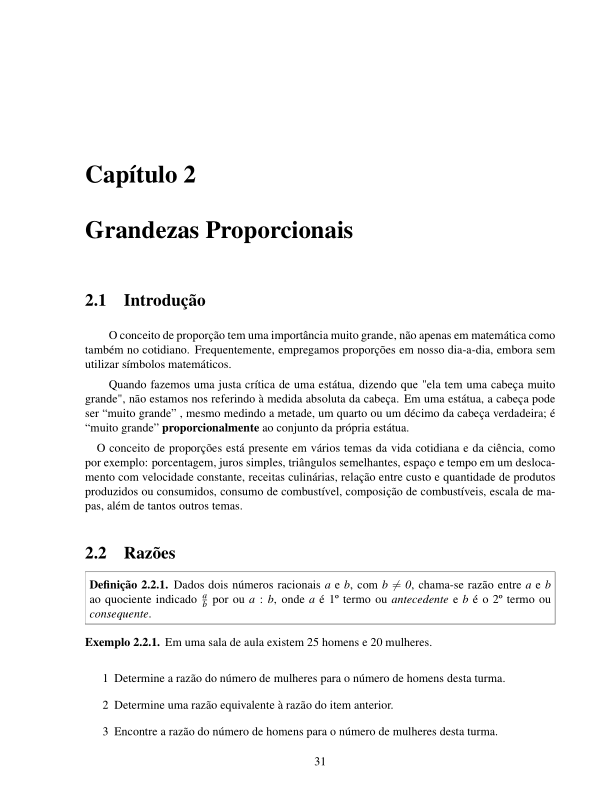 Capítulo 2
Grandezas Proporcionais
2.1 Introdução
O conceito de proporção tem uma importância muito grande, não apenas em matemática como
também no cotidiano. Frequentemente, empregamos proporções em nosso dia-a-dia, embora sem
utilizar símbolos matemáticos.
Quando fazemos uma justa crítica de uma estátua, dizendo que "ela tem uma cabeça muito
grande", não estamos nos referindo à medida absoluta da cabeça. Em uma estátua, a cabeça pode
ser “muito grande” , mesmo medindo a metade, um quarto ou um décimo da cabeça verdadeira; é
“muito grande” proporcionalmente ao conjunto da própria estátua.
O conceito de proporções está presente em vários temas da vida cotidiana e da ciência, como
por exemplo: porcentagem, juros simples, triângulos semelhantes, espaço e tempo em um desloca-
mento com velocidade constante, receitas culinárias, relação entre custo e quantidade de produtos
produzidos ou consumidos, consumo de combustível, composição de combustíveis, escala de ma-
pas, além de tantos outros temas.
2.2 Razões
Definição 2.2.1. Dados dois números racionais a e b, com b ≠ 0, chama-se razão entre a e b
ao quociente indicado a/b por ou a : b, onde a é 1º termo ou antecedente e b é o 2º termo ou
consequente.
Exemplo 2.2.1. Em uma sala de aula existem 25 homens e 20 mulheres.
1 Determine a razão do número de mulheres para o número de homens desta turma.
2 Determine uma razão equivalente à razão do item anterior.
3 Encontre a razão do número de homens para o número de mulheres desta turma.
31